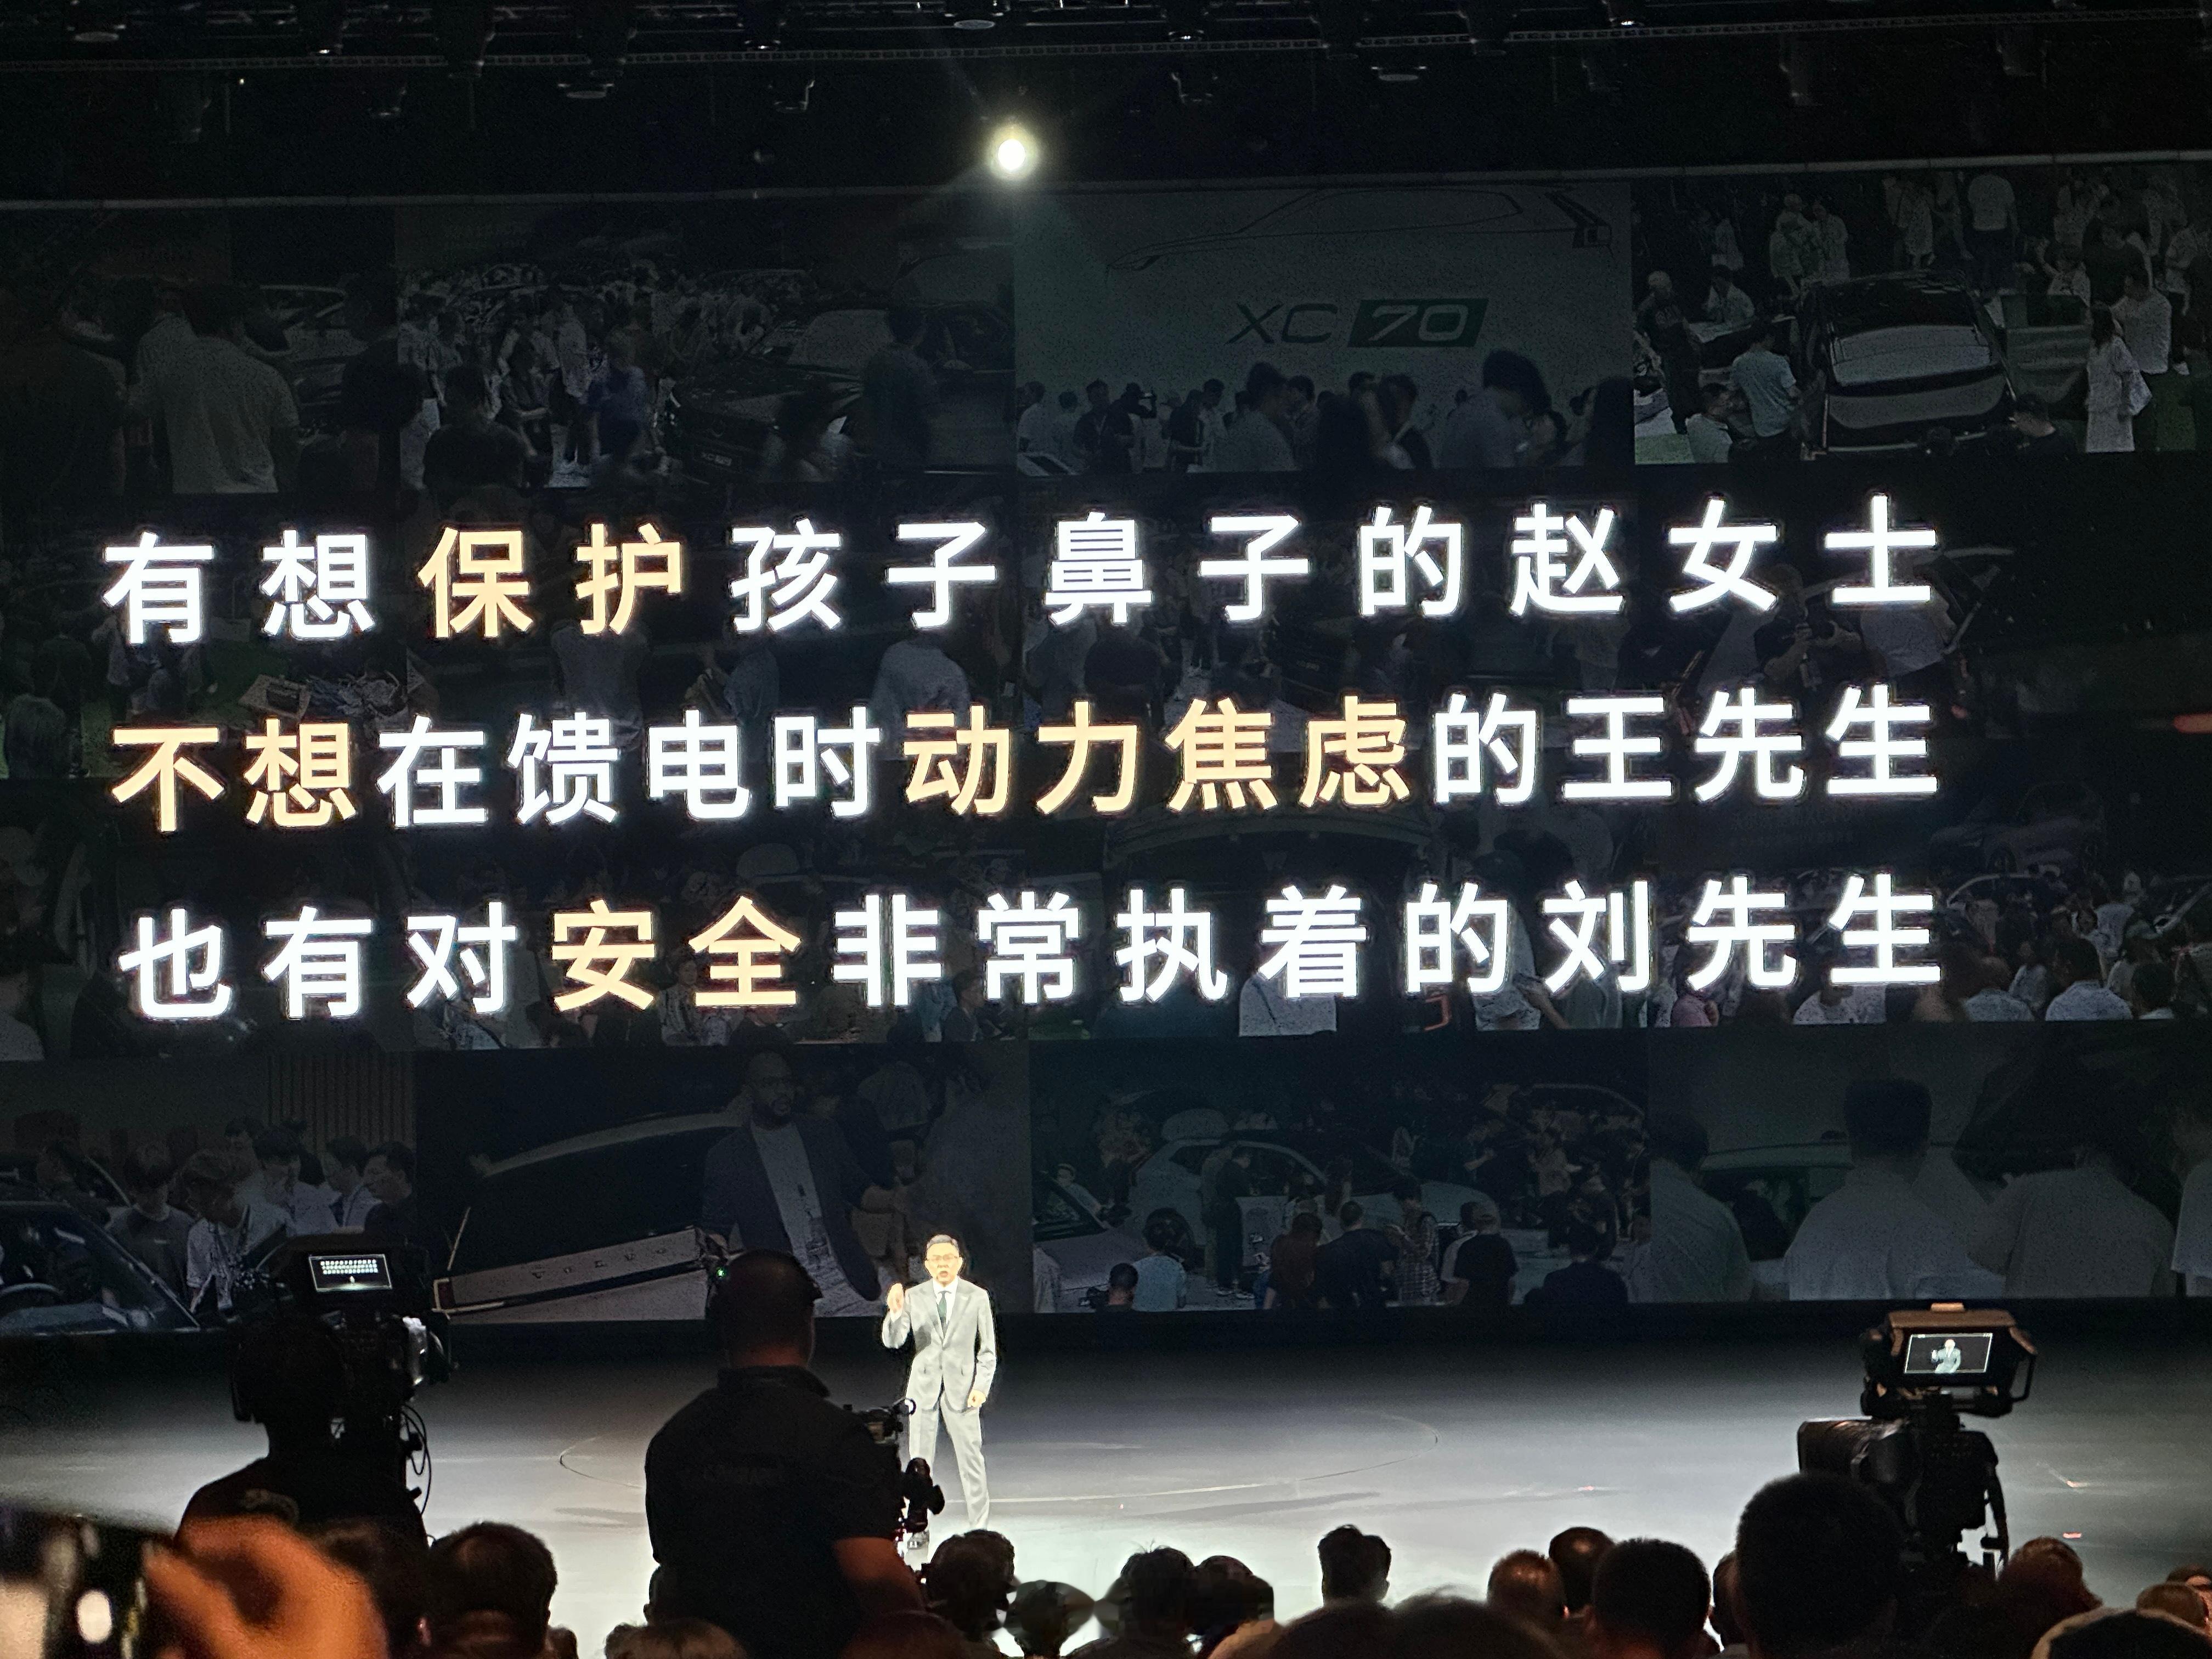 XC 70
有想保护孩子鼻子的赵女士
不想在馈电时动力焦虑的王先生
也有对安全非常执着的刘先生
VOLVO